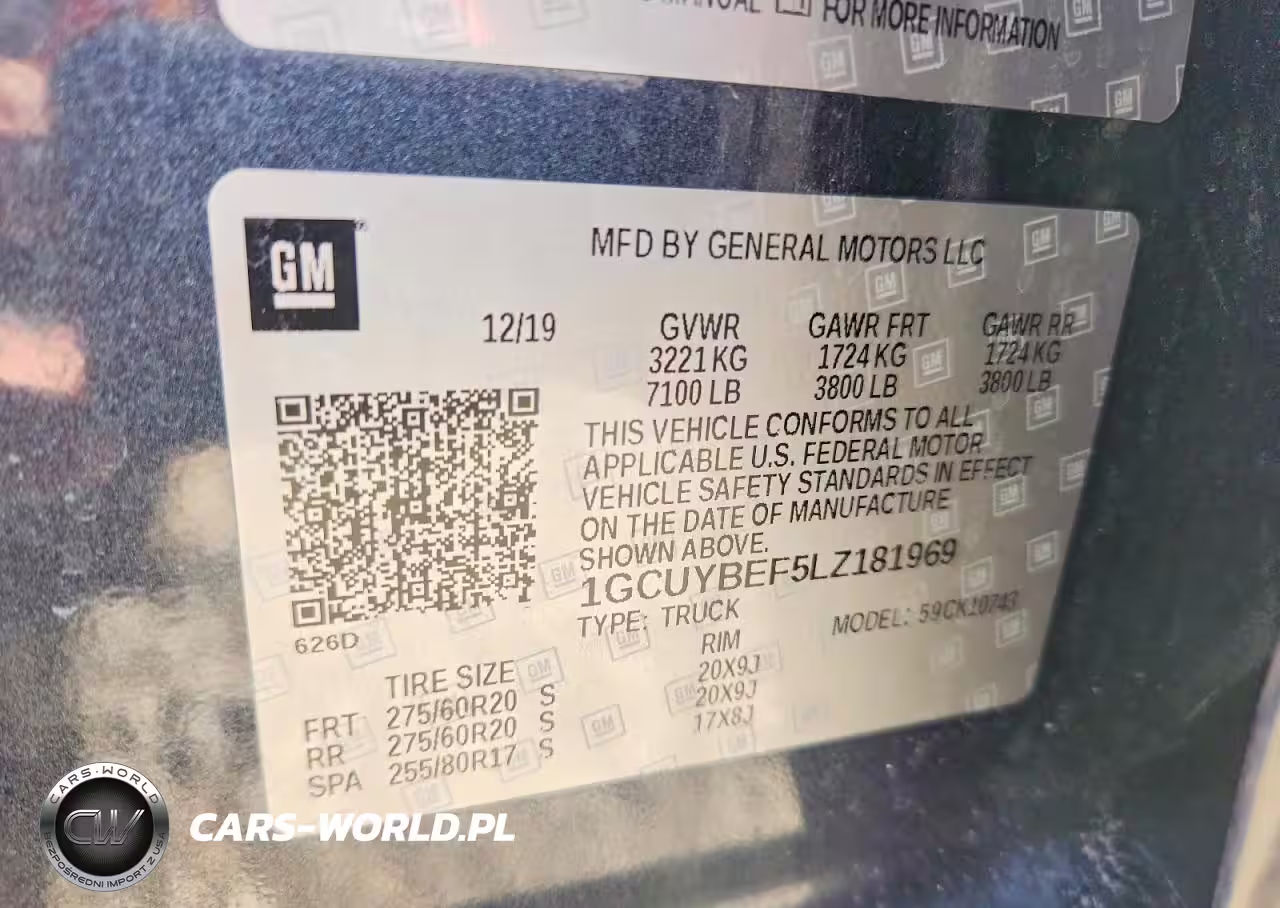 MANUAL FOR MORE INFORMATION
GM
MFD BY GENERAL MOTORS LLC
12/19 GVWR GAWR FRT GAWR RR
3221 KG 1724 KG 1724 KG
7100 LB 3800 LB 3800 LB
THIS VEHICLE CONFORMS TO ALL
APPLICABLE U.S. FEDERAL MOTOR
VEHICLE SAFETY STANDARDS IN EFFECT
ON THE DATE OF MANUFACTURE
SHOWN ABOVE.
1GCUYBEF5LZ181969
TYPE: TRUCK MODEL: 59CK10743
626D
TIRE SIZE RIM
FRT 275/60R20 S 20X9J
RR 275/60R20 S 20X9J
SPA 255/80R17 S 17X8J
CARS-WORLD
CW
BEZPOŚREDNI IMPORT Z USA
CARS-WORLD.PL